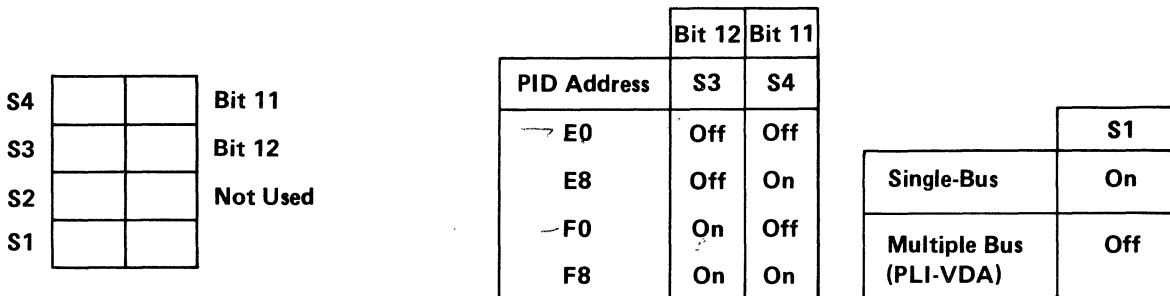 S4 Bit 11
S3 Bit 12
S2 Not Used
S1
Bit 12 Bit 11
PID Address S3 S4
E0 Off Off
E8 Off On
F0 On Off
F8 On On
S1
Single-Bus On
Multiple Bus Off
(PLI-VDA)